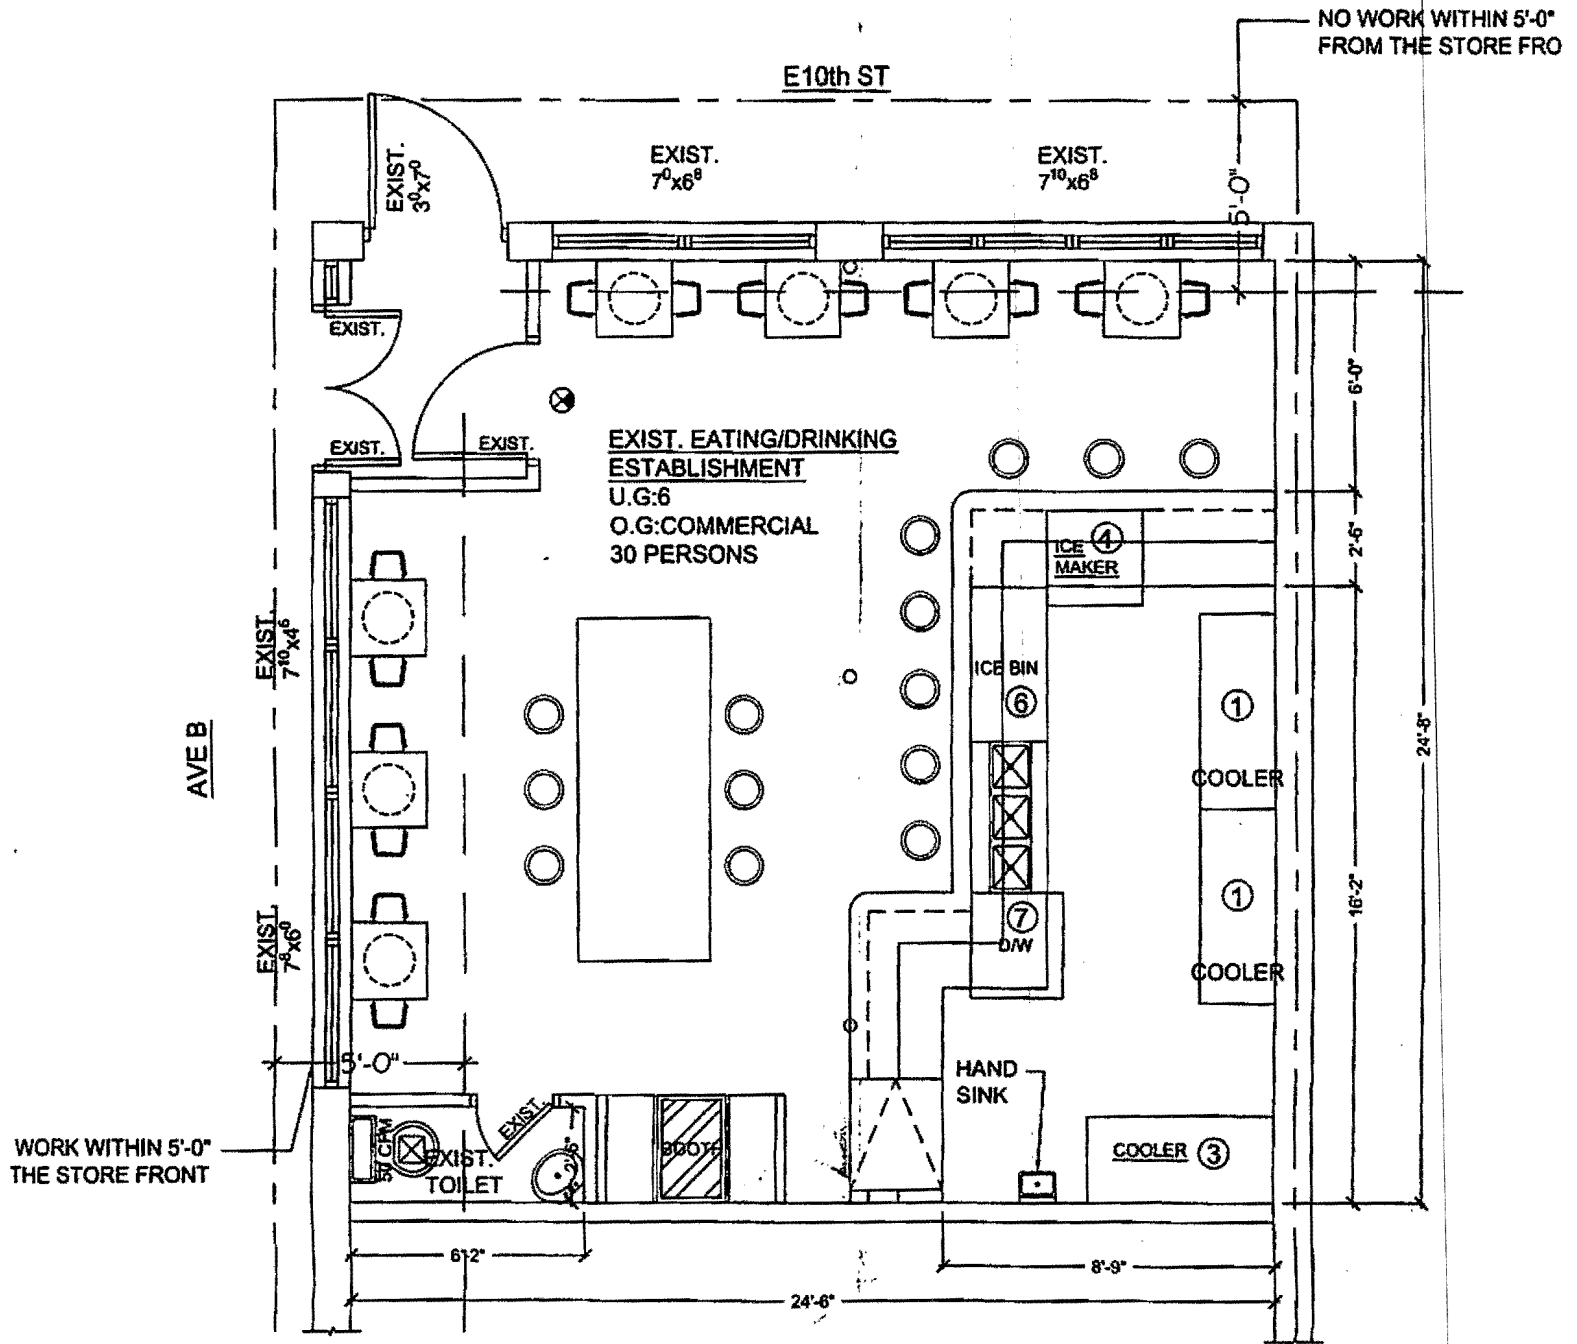 NO WORK WITHIN 5'-0"
FROM THE STORE FRO
E10th ST
EXIST.
3⁰x7⁰
EXIST.
7⁰x6⁸
EXIST.
7¹⁰x6⁸
5'-0"
EXIST.
EXIST.
EXIST.
6'-0"
EXIST. EATING/DRINKING
ESTABLISHMENT
U.G:6
O.G:COMMERCIAL
30 PERSONS
4
ICE
MAKER
2'-6"
EXIST.
7¹⁰x4⁶
ICE BIN
6
1
COOLER
24'-8"
AVE B
7
D/W
1
COOLER
16'-2"
EXIST.
7⁸x6⁰
5'-0"
HAND
SINK
WORK WITHIN 5'-0"
THE STORE FRONT
50 CFM
EXIST.
TOILET
EXIST.
COOLER 3
6'-2"
8'-9"
24'-6"